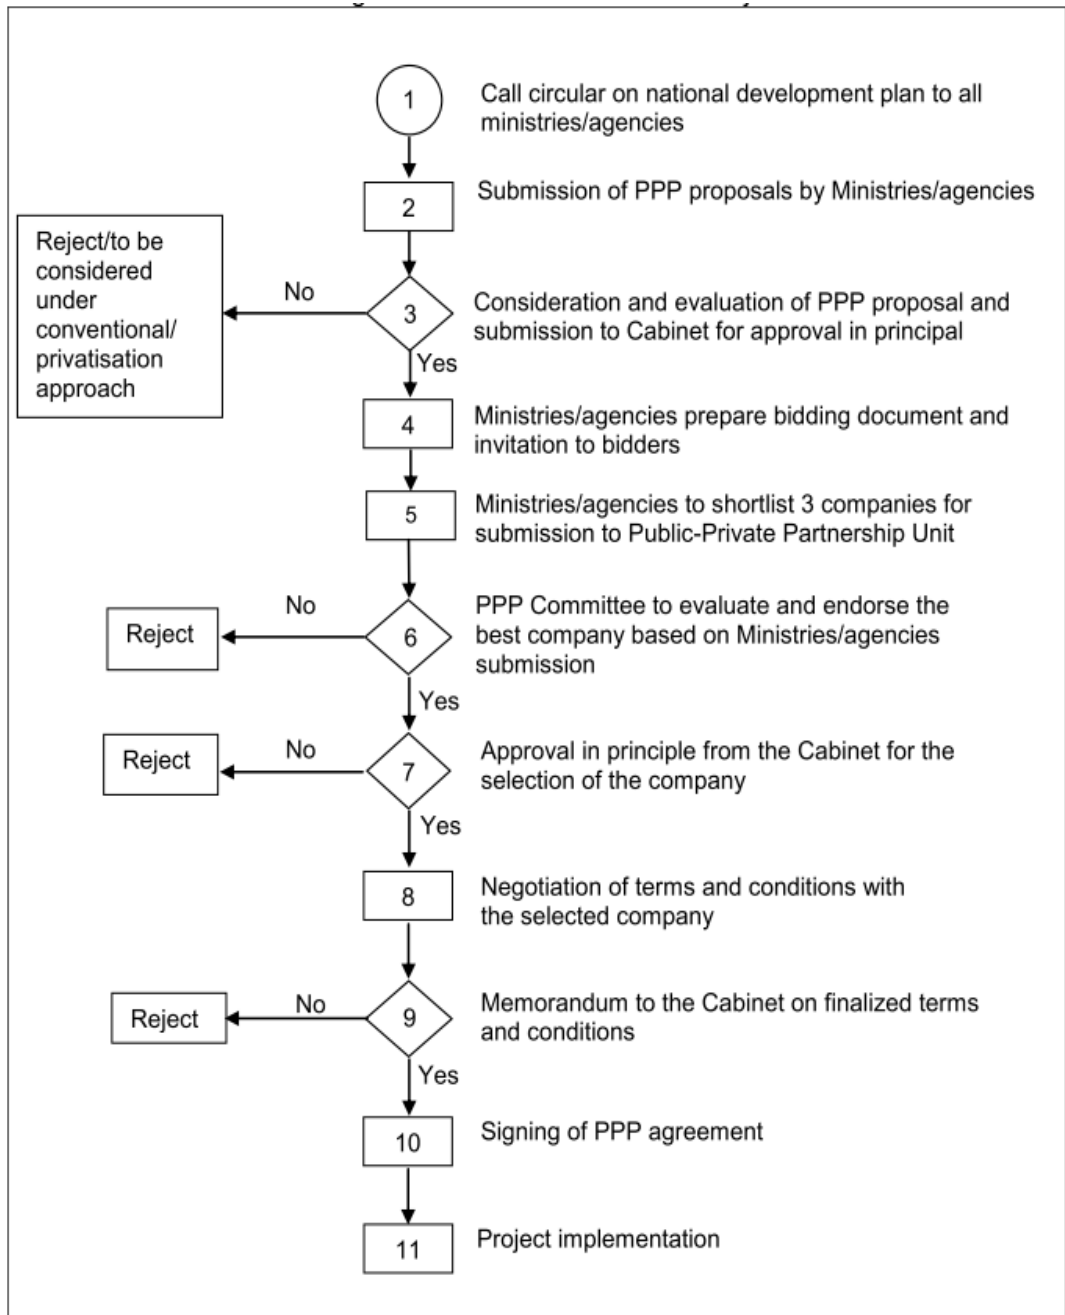 1
Call circular on national development plan to all
ministries/agencies
2
Submission of PPP proposals by Ministries/agencies
Reject/to be
considered
under
conventional/
privatisation
approach
No
3
Consideration and evaluation of PPP proposal and
submission to Cabinet for approval in principal
Yes
4
Ministries/agencies prepare bidding document and
invitation to bidders
5
Ministries/agencies to shortlist 3 companies for
submission to Public-Private Partnership Unit
Reject
No
6
PPP Committee to evaluate and endorse the
best company based on Ministries/agencies
submission
Yes
Reject
No
7
Approval in principle from the Cabinet for the
selection of the company
Yes
8
Negotiation of terms and conditions with
the selected company
Reject
No
9
Memorandum to the Cabinet on finalized terms
and conditions
Yes
10
Signing of PPP agreement
11
Project implementation